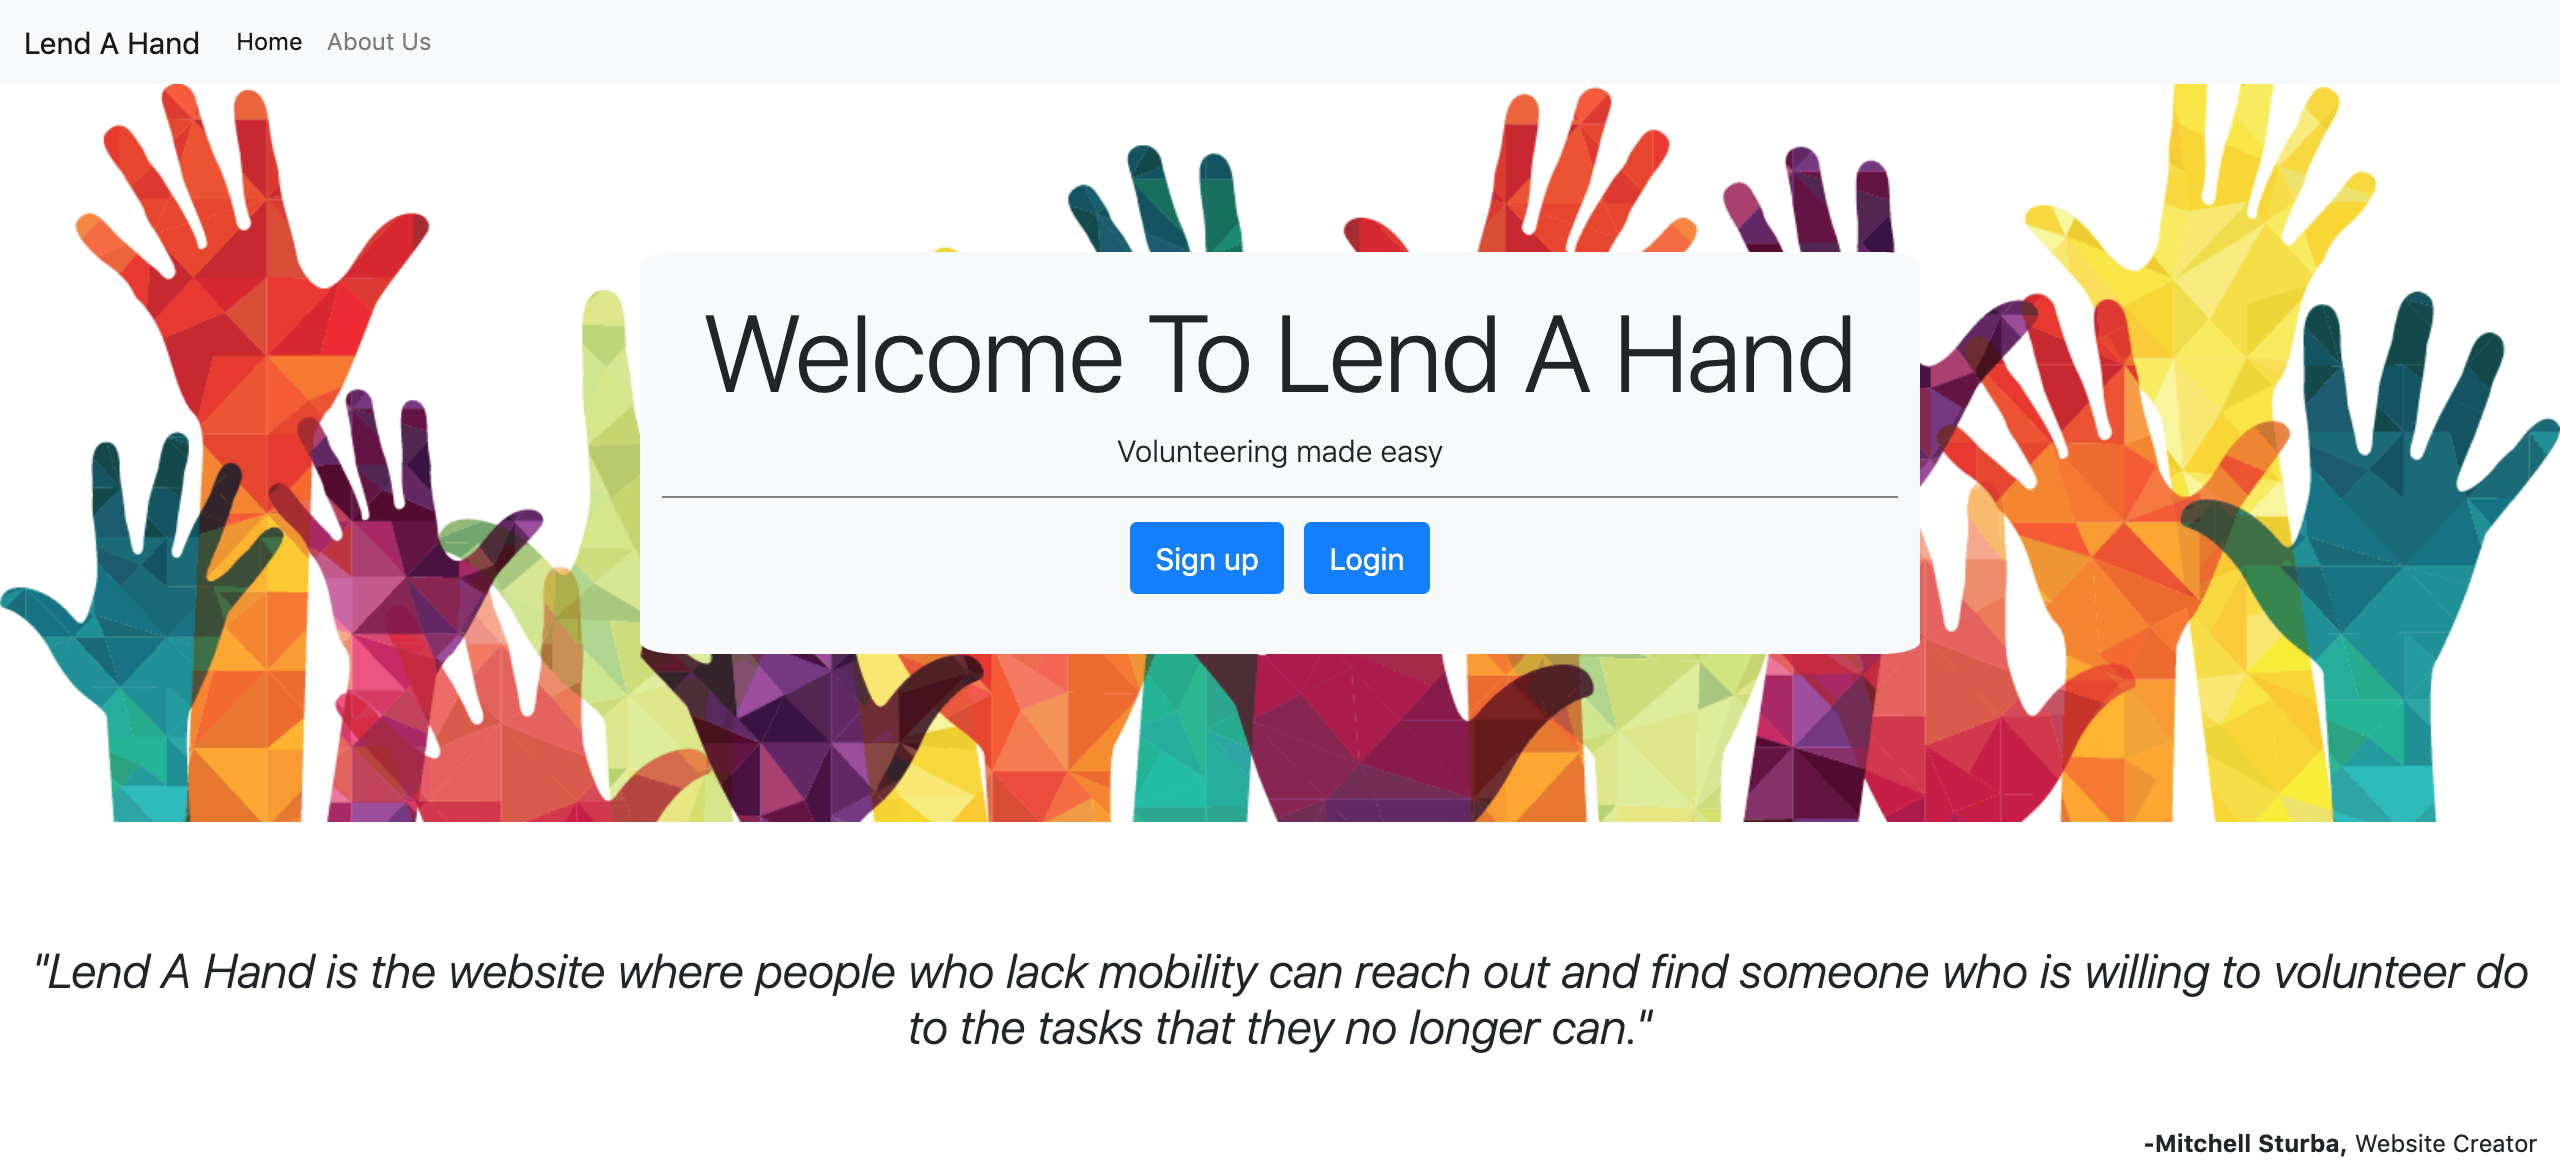 Lend A Hand Home About Us
Welcome To Lend A Hand
Volunteering made easy
Sign up Login
"Lend A Hand is the website where people who lack mobility can reach out and find someone who is willing to volunteer do
to the tasks that they no longer can."
-Mitchell Sturba, Website Creator